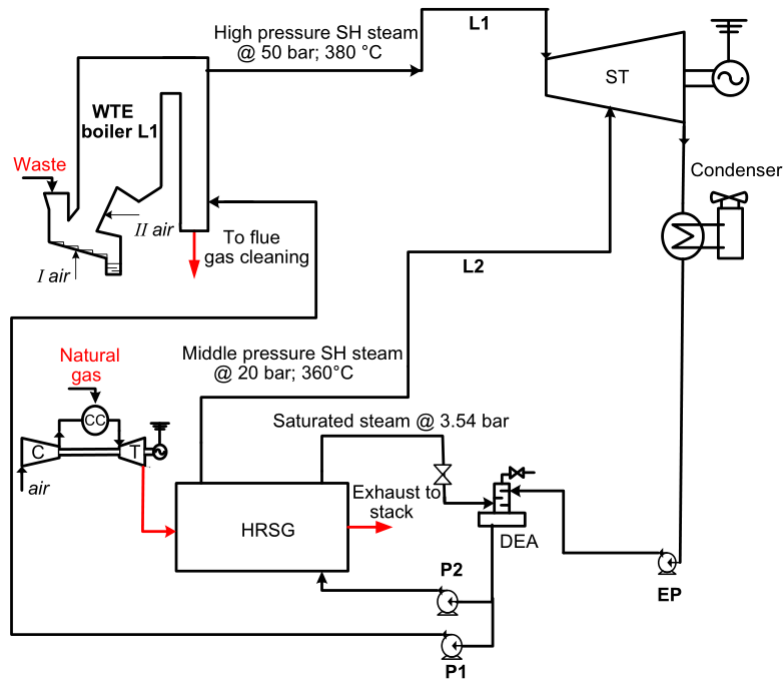 High pressure SH steam
@ 50 bar; 380 °C
L1
ST
WTE
boiler L1
Waste
Condenser
II air
I air
To flue
gas cleaning
L2
Middle pressure SH steam
@ 20 bar; 360°C
Natural
gas
CC
C
T
air
Saturated steam @ 3.54 bar
Exhaust to
stack
HRSG
DEA
P2
EP
P1